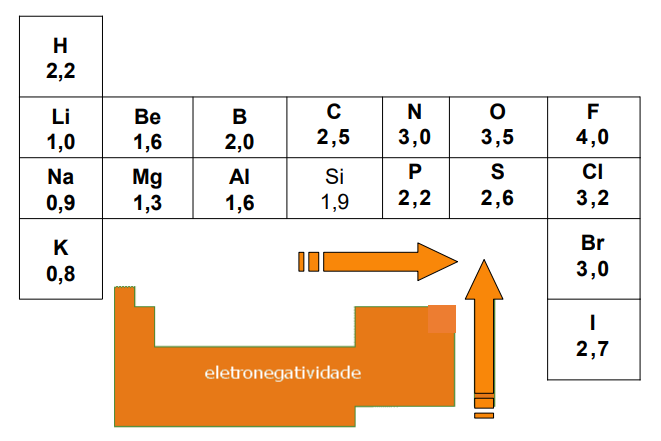 H
2,2
Li Be B C N O F
1,0 1,6 2,0 2,5 3,0 3,5 4,0
Na Mg Al Si P S Cl
0,9 1,3 1,6 1,9 2,2 2,6 3,2
K Br
0,8 3,0
I
2,7
eletronegatividade